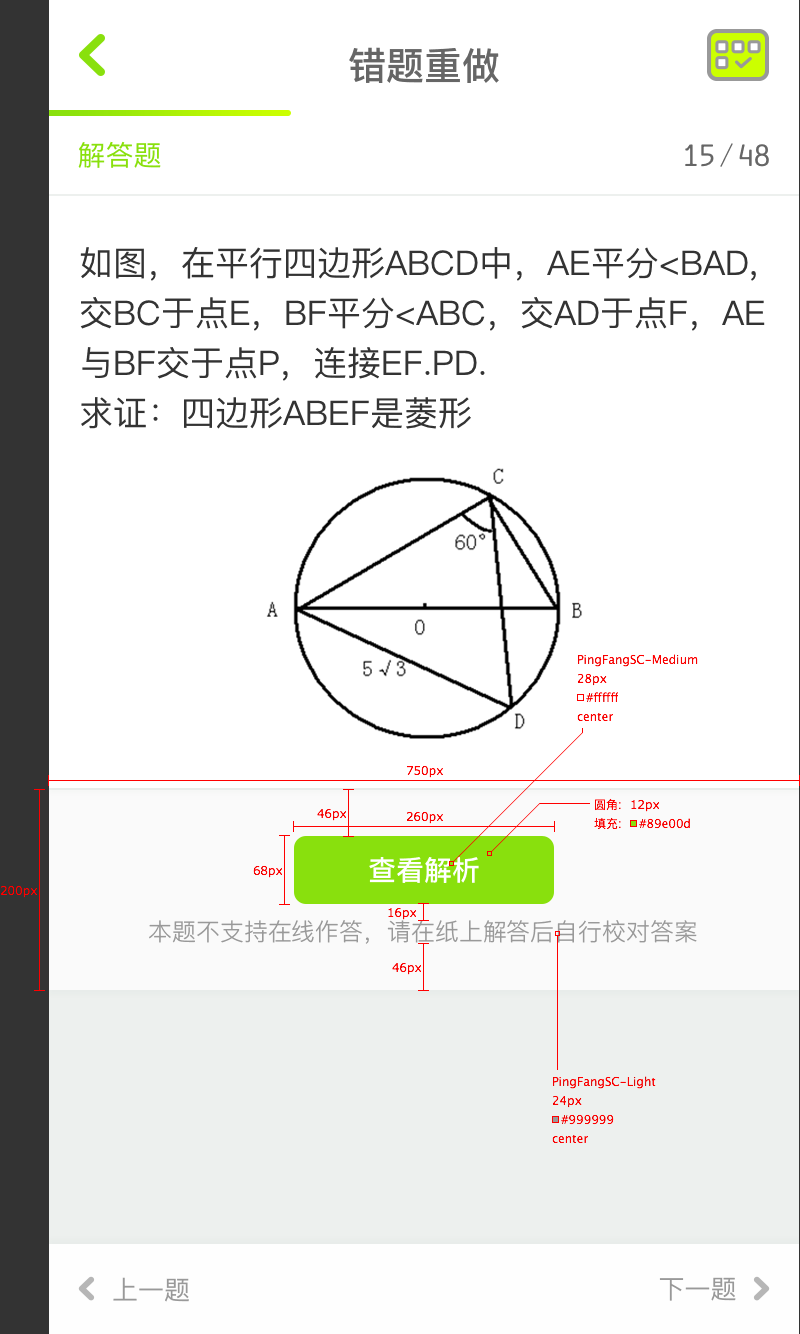 错题重做
解答题
15/48
如图，在平行四边形ABCD中，AE平分<BAD,
交BC于点E，BF平分<ABC，交AD于点F，AE
与BF交于点P，连接EF.PD.
求证：四边形ABEF是菱形
C
60°
A
B
O
5√3
D
PingFangSC-Medium
28px
#ffffff
center
750px
46px
260px
圆角：12px
填充：#89e00d
68px
查看解析
200px
16px
本题不支持在线作答，请在纸上解答后自行校对答案
46px
PingFangSC-Light
24px
#999999
center
上一题
下一题